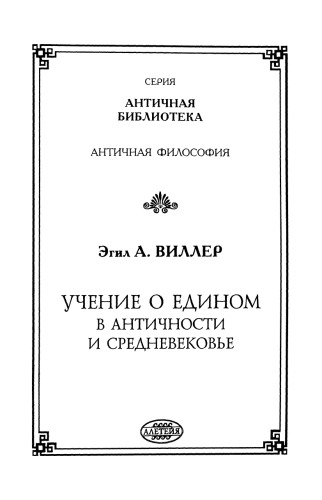 СЕРИЯ
АНТИЧНАЯ
БИБЛИОТЕКА
АНТИЧНАЯ ФИЛОСОФИЯ
Эгил А. ВИЛЛЕР
УЧЕНИЕ О ЕДИНОМ
В АНТИЧНОСТИ
И СРЕДНЕВЕКОВЬЕ
АЛЕТЕЙЯ